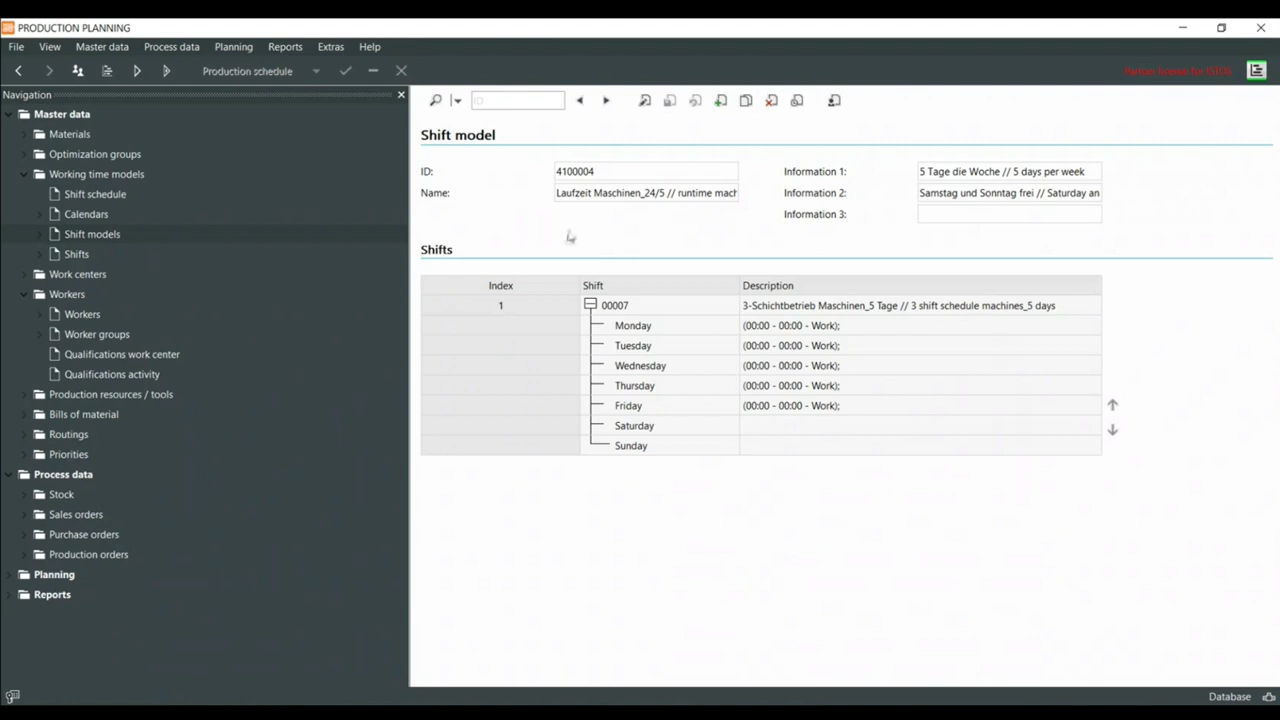 PRODUCTION PLANNING
File View Master data Process data Planning Reports Extras Help
Production schedule
Partner license for ISTOS
Navigation
Master data
Materials
Optimization groups
Working time models
Shift schedule
Calendars
Shift models
Shifts
Work centers
Workers
Workers
Worker groups
Qualifications work center
Qualifications activity
Production resources / tools
Bills of material
Routings
Priorities
Process data
Stock
Sales orders
Purchase orders
Production orders
Planning
Reports
ID
Shift model
ID: 4100004 Information 1: 5 Tage die Woche // 5 days per week
Name: Laufzeit Maschinen_24/5 // runtime mach Information 2: Samstag und Sonntag frei // Saturday an
Information 3:
Shifts
Index Shift Description
1 00007 3-Schichtbetrieb Maschinen_5 Tage // 3 shift schedule machines_5 days
Monday (00:00 - 00:00 - Work);
Tuesday (00:00 - 00:00 - Work);
Wednesday (00:00 - 00:00 - Work);
Thursday (00:00 - 00:00 - Work);
Friday (00:00 - 00:00 - Work);
Saturday
Sunday
Database